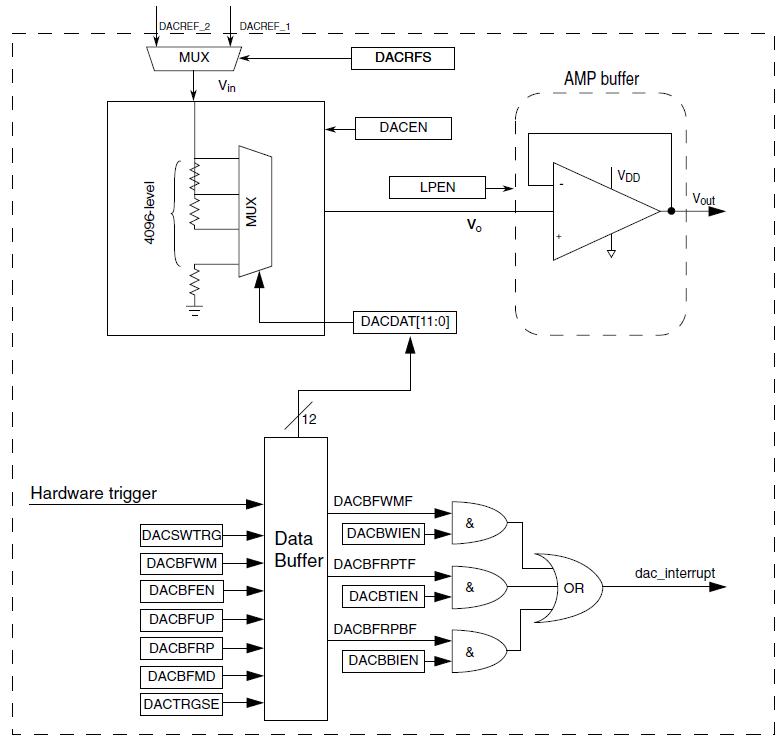 DACREF_2 DACREF_1
MUX
DACRFS
Vin
AMP buffer
DACEN
4096-level
MUX
LPEN
VDD
-
+
Vo
Vout
DACDAT[11:0]
12
Hardware trigger
DACSWTRG
DACBFWM
DACBFEN
DACBFUP
DACBFRP
DACBFMD
DACTRGSE
Data
Buffer
DACBFWMF
DACBWIEN
&
DACBFRPTF
DACBTIEN
&
DACBFRPBF
DACBBIEN
&
OR
dac_interrupt